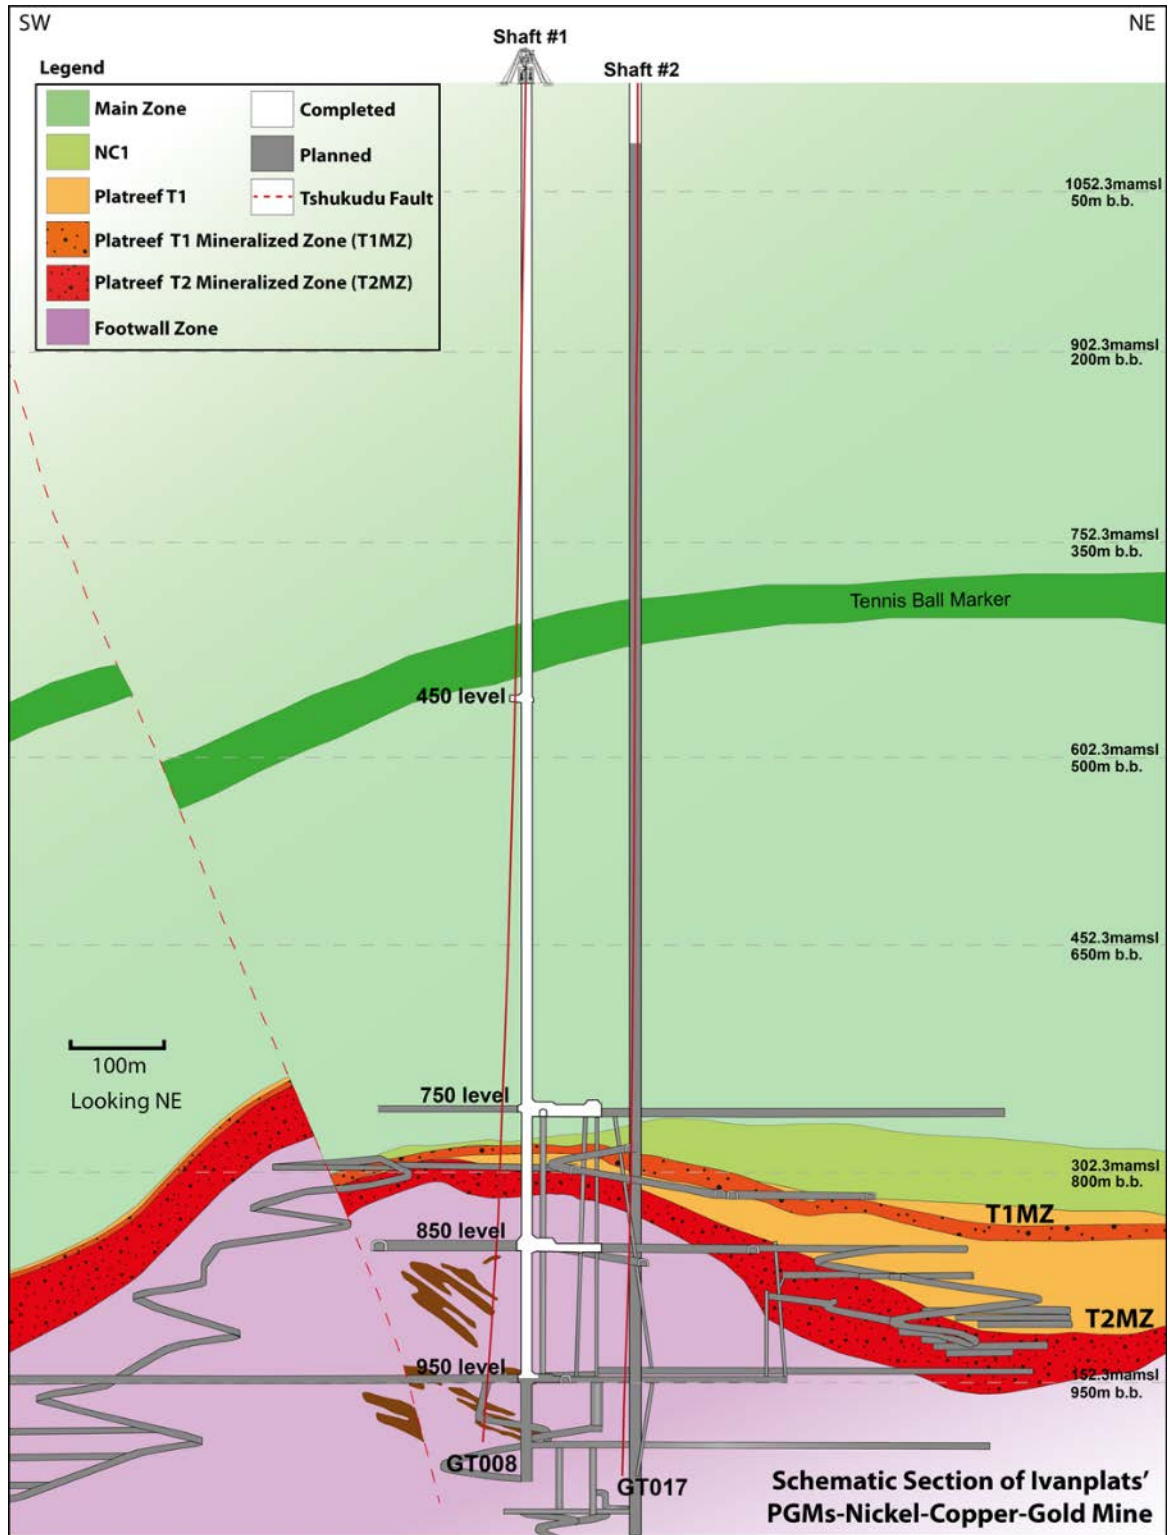 SW
NE
Shaft #1
Shaft #2
Legend
Main Zone
Completed
NC1
Planned
Platreef T1
Tshukudu Fault
Platreef T1 Mineralized Zone (T1MZ)
Platreef T2 Mineralized Zone (T2MZ)
Footwall Zone
1052.3mamsl
50m b.b.
902.3mamsl
200m b.b.
752.3mamsl
350m b.b.
Tennis Ball Marker
450 level
602.3mamsl
500m b.b.
452.3mamsl
650m b.b.
100m
Looking NE
750 level
302.3mamsl
800m b.b.
T1MZ
850 level
T2MZ
950 level
152.3mamsl
950m b.b.
GT008
GT017
Schematic Section of Ivanplats'
PGMs-Nickel-Copper-Gold Mine